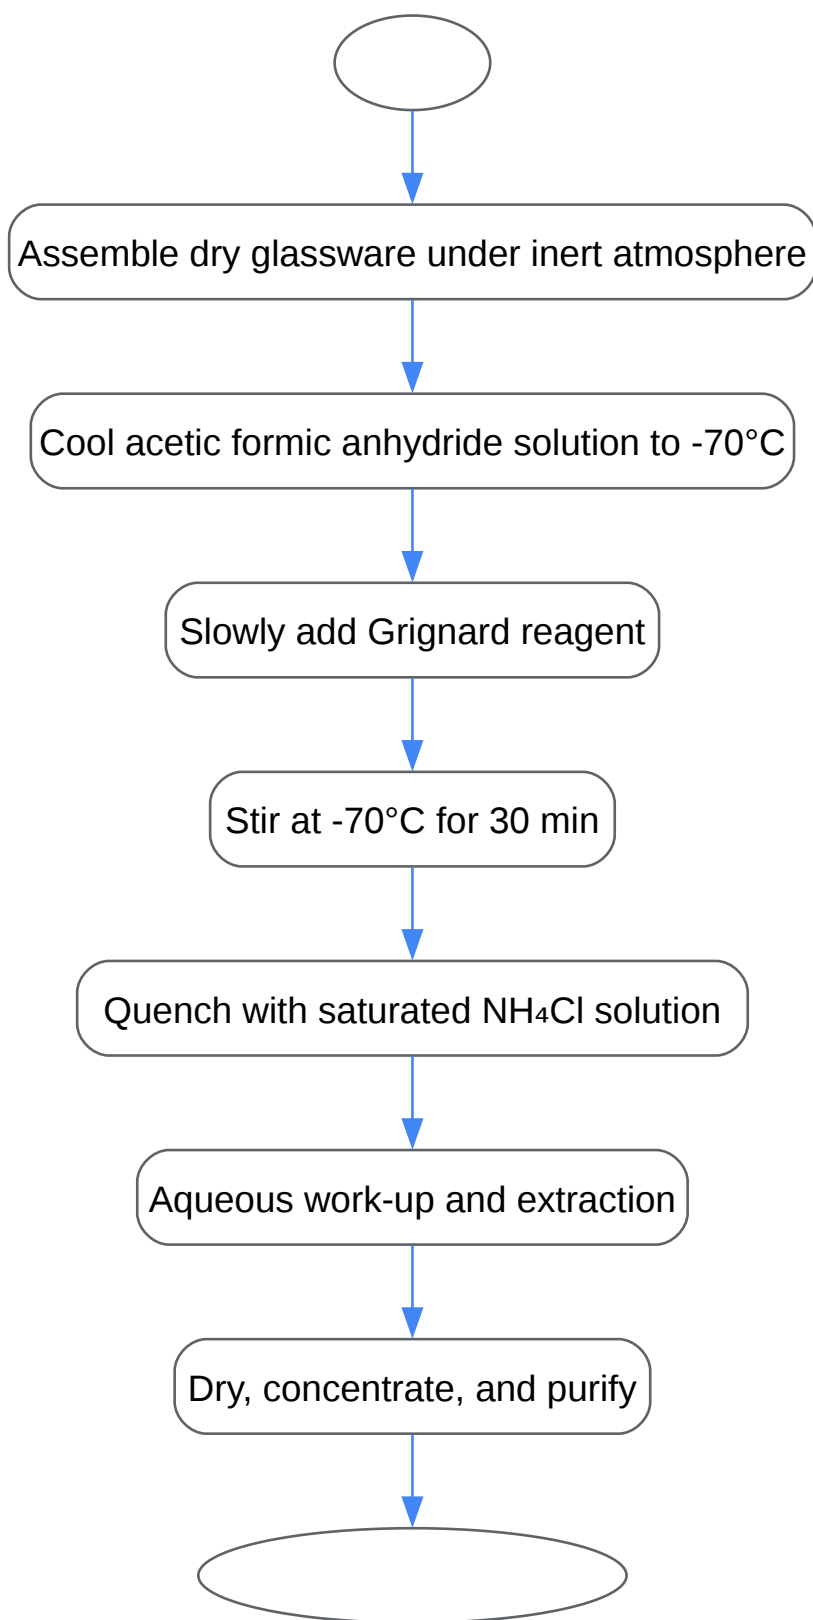 Assemble dry glassware under inert atmosphere
Cool acetic formic anhydride solution to -70°C
Slowly add Grignard reagent
Stir at -70°C for 30 min
Quench with saturated NH₄Cl solution
Aqueous work-up and extraction
Dry, concentrate, and purify